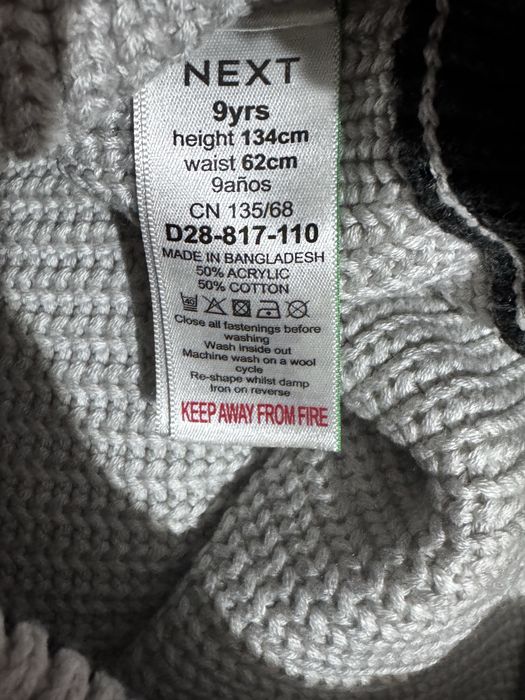 NEXT
9yrs
height 134cm
waist 62cm
9años
CN 135/68
D28-817-110
MADE IN BANGLADESH
50% ACRYLIC
50% COTTON
40
Close all fastenings before
washing
Wash inside out
Machine wash on a wool
cycle
Re-shape whilst damp
Iron on reverse
KEEP AWAY FROM FIRE